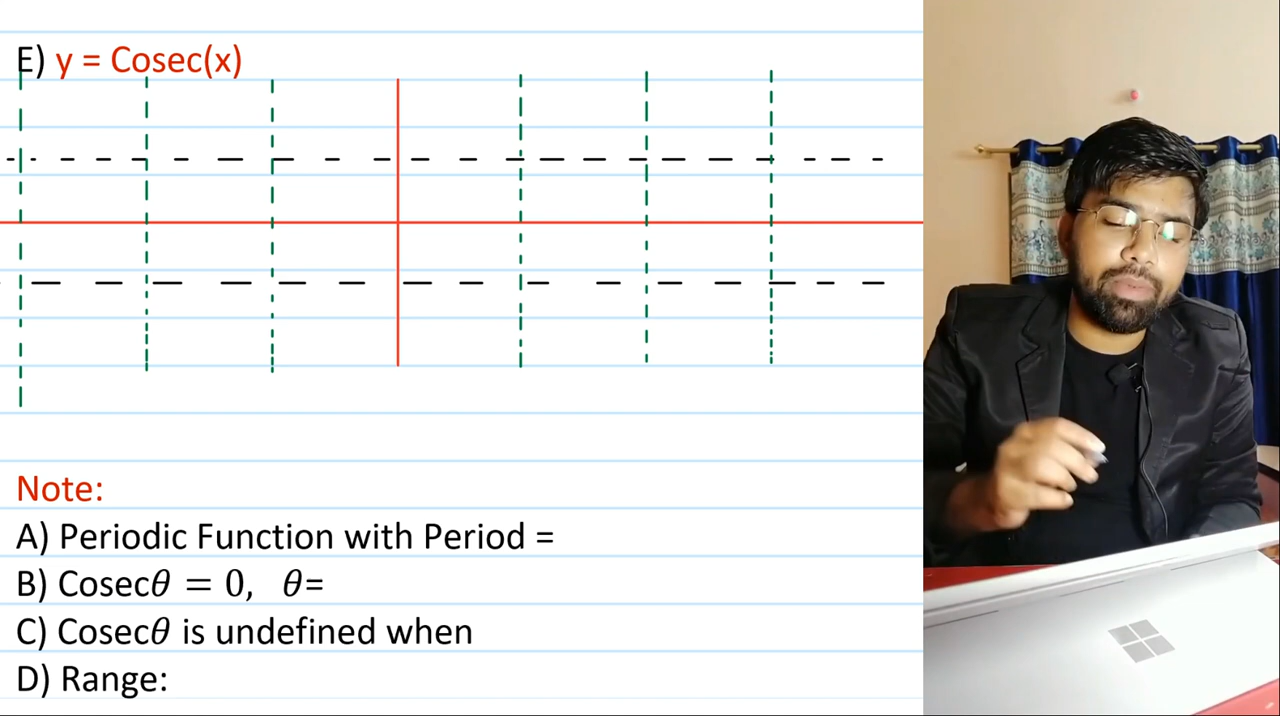 E) y = Cosec(x)
Note:
A) Periodic Function with Period =
B) Cosecθ = 0, θ=
C) Cosecθ is undefined when
D) Range: